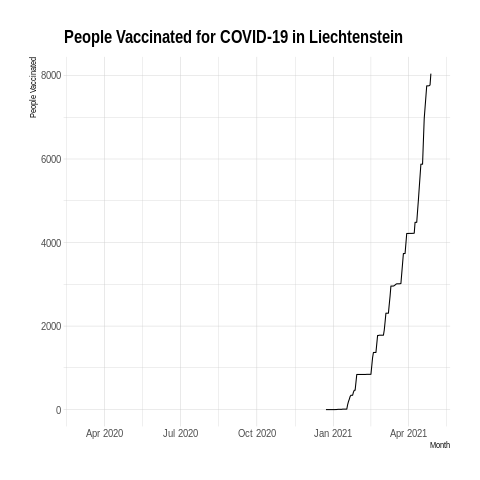 People Vaccinated for COVID-19 in Liechtenstein
People Vaccinated
8000
6000
4000
2000
0
Apr 2020 Jul 2020 Oct 2020 Jan 2021 Apr 2021
Month